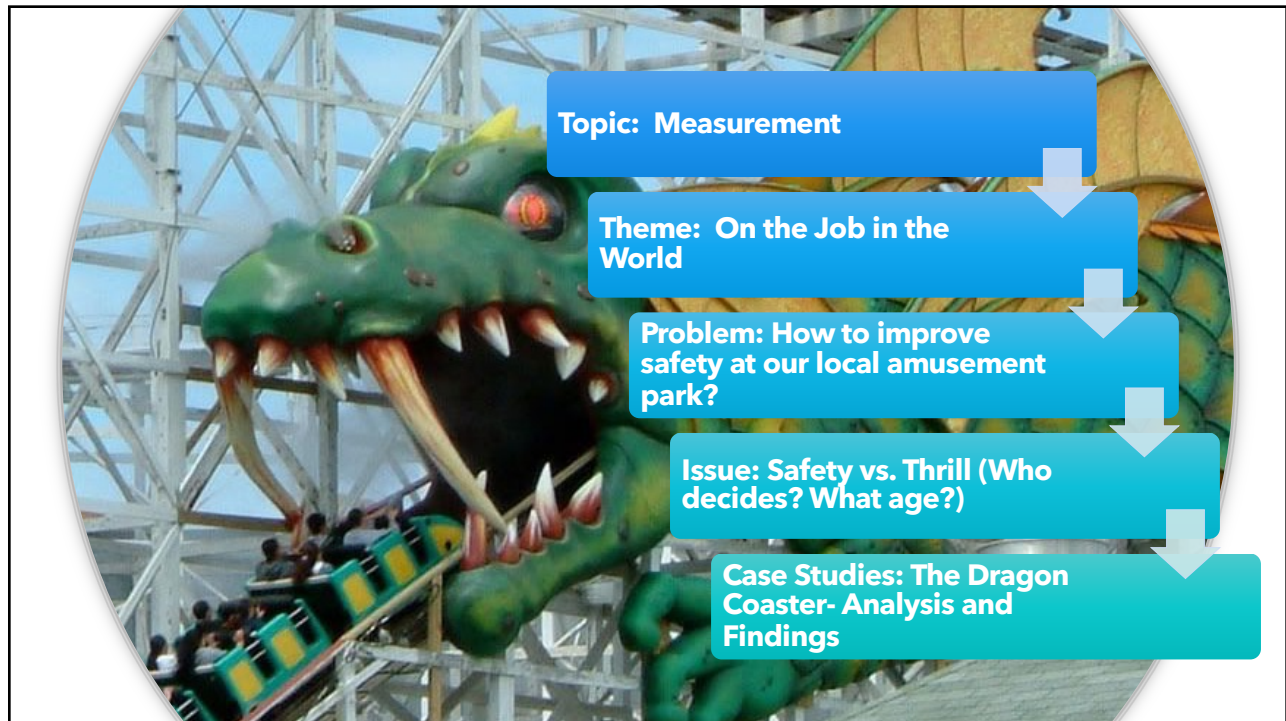 Topic:  Measurement
Theme:  On the Job in the
World
Problem: How to improve
safety at our local amusement
park?
Issue: Safety vs. Thrill (Who
decides? What age?)
Case Studies: The Dragon
Coaster- Analysis and
Findings